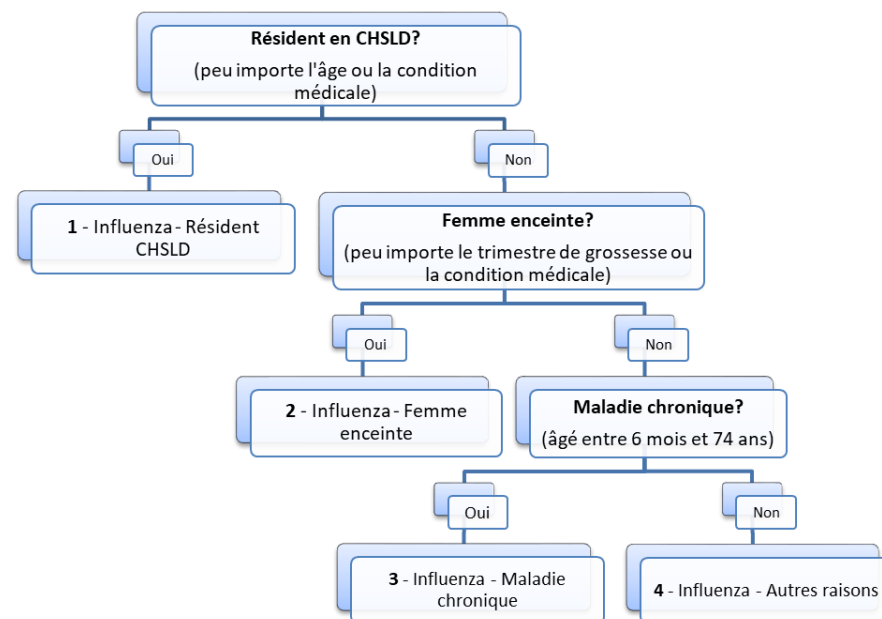 Résident en CHSLD?
(peu importe l'âge ou la condition
médicale)
Oui
Non
1 - Influenza - Résident
CHSLD
Femme enceinte?
(peu importe le trimestre de grossesse ou
la condition médicale)
Oui
Non
2 - Influenza - Femme
enceinte
Maladie chronique?
(âgé entre 6 mois et 74 ans)
Oui
Non
3 - Influenza - Maladie
chronique
4 - Influenza - Autres raisons